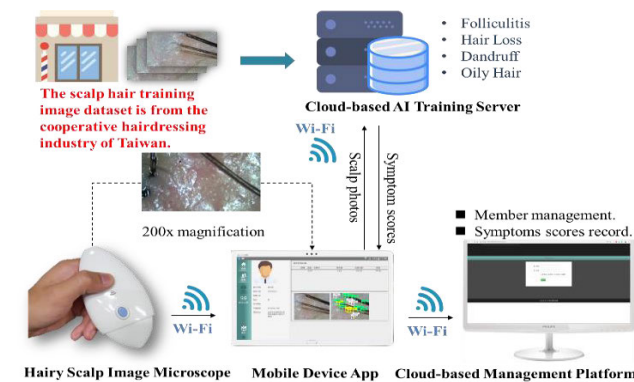 • Folliculitis
• Hair Loss
• Dandruff
• Oily Hair
The scalp hair training
image dataset is from the
cooperative hairdressing
industry of Taiwan.
Cloud-based AI Training Server
Wi-Fi
Scalp photos
Symptom scores
200x magnification
■ Member management.
■ Symptoms scores record.
Wi-Fi
Wi-Fi
Hairy Scalp Image Microscope
Mobile Device App
Cloud-based Management Platform